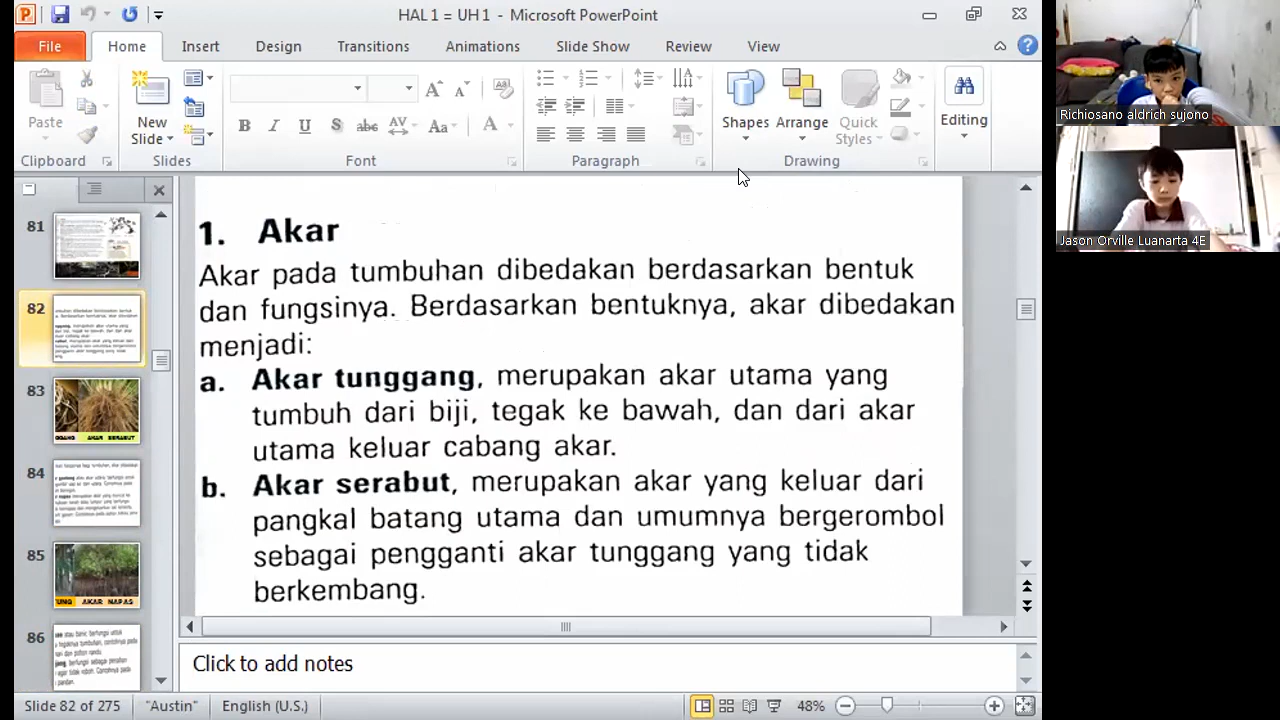 HAL 1 = UH 1 - Microsoft PowerPoint
File Home Insert Design Transitions Animations Slide Show Review View
Paste New Slide Shapes Arrange Quick Styles Editing
Clipboard Slides Font Paragraph Drawing
Richiosano aldrich sujono
Jason Orville Luanarta 4E
81
82
83
AKAR SERABUT
84
85
AKAR NAPAS
86
1. Akar
Akar pada tumbuhan dibedakan berdasarkan bentuk
dan fungsinya. Berdasarkan bentuknya, akar dibedakan
menjadi:
a. Akar tunggang, merupakan akar utama yang
tumbuh dari biji, tegak ke bawah, dan dari akar
utama keluar cabang akar.
b. Akar serabut, merupakan akar yang keluar dari
pangkal batang utama dan umumnya bergerombol
sebagai pengganti akar tunggang yang tidak
berkembang.
Click to add notes
Slide 82 of 275 "Austin" English (U.S.) 48%